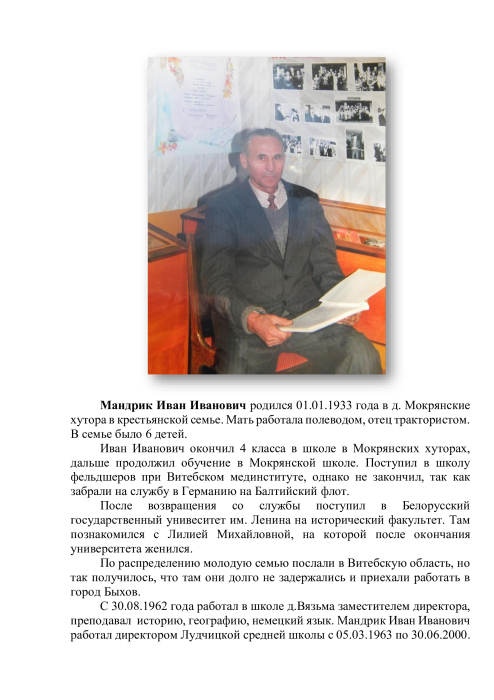 Мандрик Иван Иванович родился 01.01.1933 года в д. Мокрянские
хутора в крестьянской семье. Мать работала полеводом, отец трактористом.
В семье было 6 детей.
Иван Иванович окончил 4 класса в школе в Мокрянских хуторах,
дальше продолжил обучение в Мокрянской школе. Поступил в школу
фельдшеров при Витебском мединституте, однако не закончил, так как
забрали на службу в Германию на Балтийский флот.
После возвращения со службы поступил в Белорусский
государственный унивеситет им. Ленина на исторический факультет. Там
познакомился с Лилией Михайловной, на которой после окончания
университета женился.
По распределению молодую семью послали в Витебскую область, но
так получилось, что там они долго не задержались и приехали работать в
город Быхов.
С 30.08.1962 года работал в школе д.Вязьма заместителем директора,
преподавал историю, географию, немецкий язык. Мандрик Иван Иванович
работал директором Лудчицкой средней школы с 05.03.1963 по 30.06.2000.